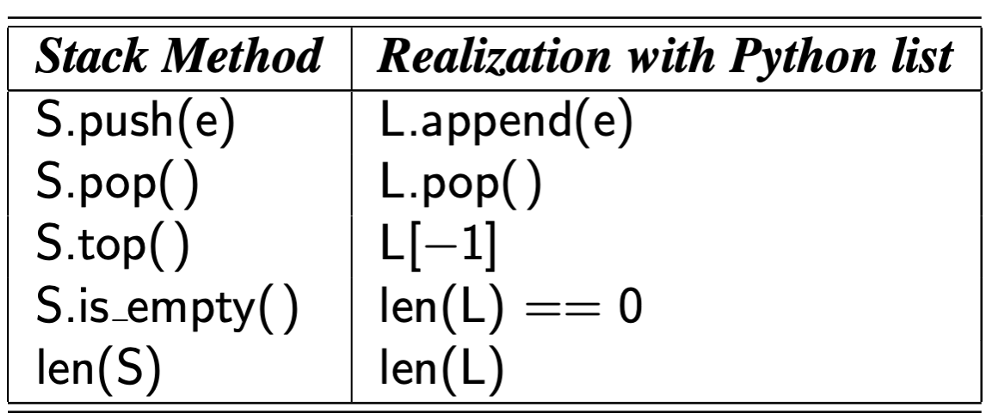 Stack Method Realization with Python list
S.push(e) L.append(e)
S.pop( ) L.pop( )
S.top( ) L[−1]
S.is_empty( ) len(L) == 0
len(S) len(L)